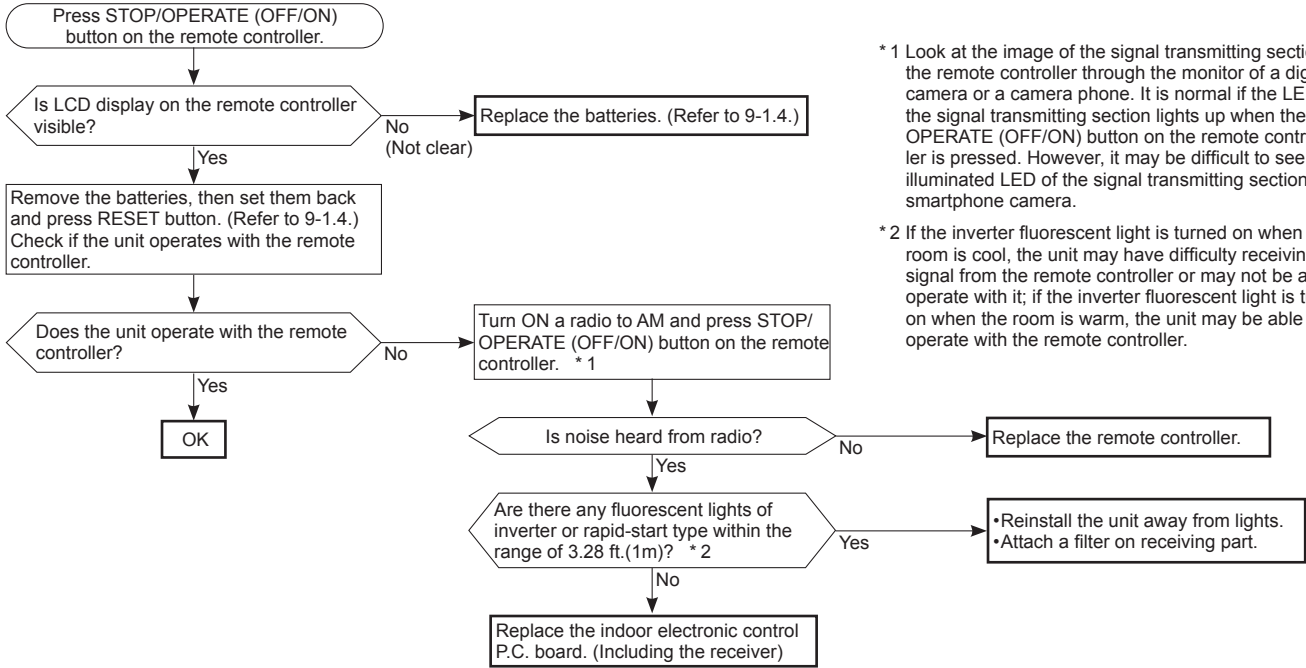 Press STOP/OPERATE (OFF/ON)
button on the remote controller.
Is LCD display on the remote controller
visible?
No
(Not clear)
Replace the batteries. (Refer to 9-1.4.)
Yes
Remove the batteries, then set them back
and press RESET button. (Refer to 9-1.4.)
Check if the unit operates with the remote
controller.
Does the unit operate with the remote
controller?
No
Yes
OK
Turn ON a radio to AM and press STOP/
OPERATE (OFF/ON) button on the remote
controller. * 1
Is noise heard from radio?
No
Replace the remote controller.
Yes
Are there any fluorescent lights of
inverter or rapid-start type within the
range of 3.28 ft.(1m)? * 2
Yes
•Reinstall the unit away from lights.
•Attach a filter on receiving part.
No
Replace the indoor electronic control
P.C. board. (Including the receiver)
* 1 Look at the image of the signal transmitting secti
the remote controller through the monitor of a dig
camera or a camera phone. It is normal if the LE
the signal transmitting section lights up when the
OPERATE (OFF/ON) button on the remote contr
ler is pressed. However, it may be difficult to see
illuminated LED of the signal transmitting section
smartphone camera.
* 2 If the inverter fluorescent light is turned on when
room is cool, the unit may have difficulty receivin
signal from the remote controller or may not be a
operate with it; if the inverter fluorescent light is t
on when the room is warm, the unit may be able
operate with the remote controller.